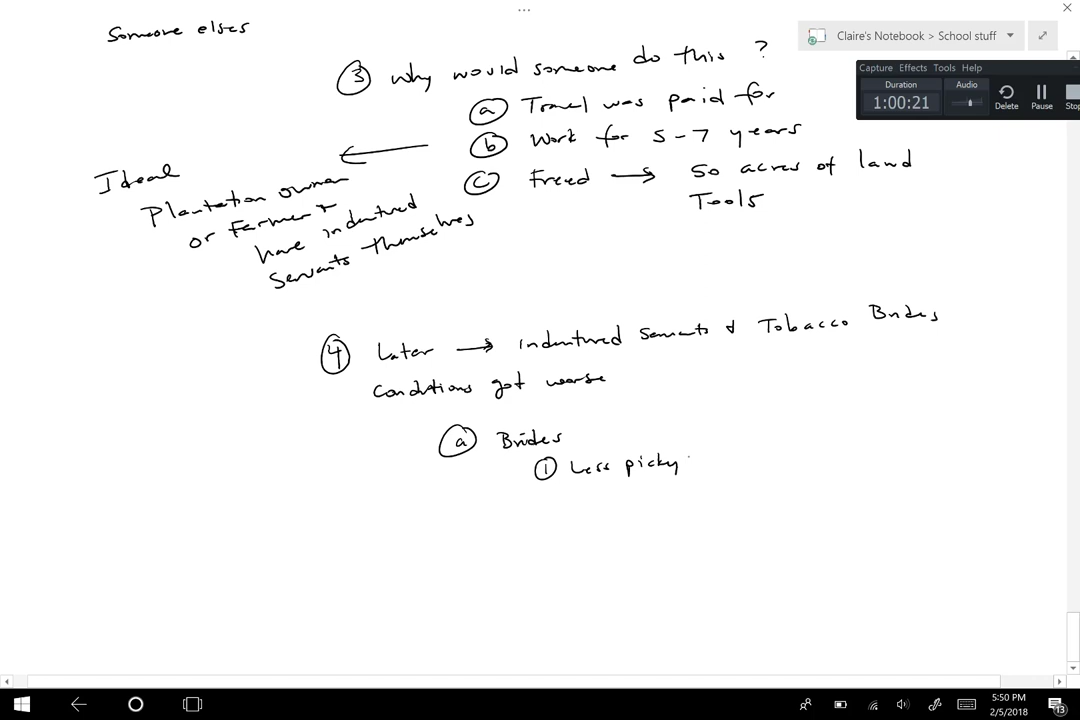 Someone elses
Claire's Notebook > School stuff
Capture Effects Tools Help
Duration
1:00:21
Audio
Delete
Pause
Stop
③ Why would someone do this ?
ⓐ Travel was paid for
ⓑ Work for 5-7 years
ⓒ Freed → 50 acres of land
Tools
Ideal
Plantation owner
or Farmer +
have indentured
servants themselves
④ Later → indentured servants + Tobacco Brides
conditions got worse
ⓐ Brides
① Less picky
5:50 PM
2/5/2018
13